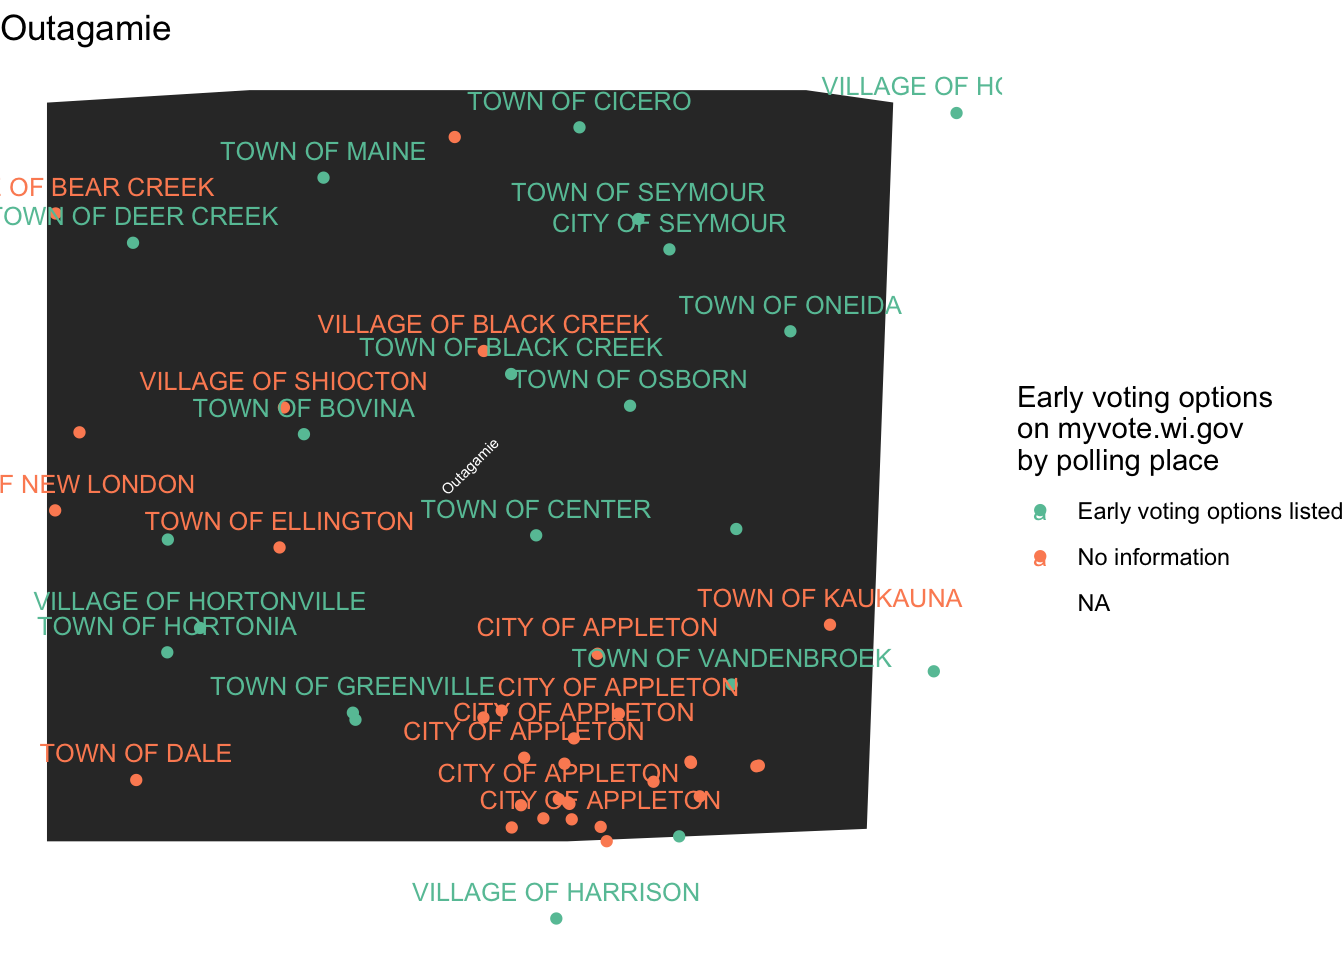 Outagamie
VILLAGE OF HO
TOWN OF CICERO
TOWN OF MAINE
OF BEAR CREEK
TOWN OF SEYMOUR
TOWN OF DEER CREEK
CITY OF SEYMOUR
TOWN OF ONEIDA
VILLAGE OF BLACK CREEK
TOWN OF BLACK CREEK
VILLAGE OF SHIOCTON
TOWN OF OSBORN
TOWN OF BOVINA
Early voting options
on myvote.wi.gov
by polling place
Outagamie
F NEW LONDON
TOWN OF CENTER
a Early voting options listed
TOWN OF ELLINGTON
a No information
NA
VILLAGE OF HORTONVILLE
TOWN OF KAUKAUNA
TOWN OF HORTONIA
CITY OF APPLETON
TOWN OF VANDENBROEK
TOWN OF GREENVILLE
CITY OF APPLETON
CITY OF APPLETON
CITY OF APPLETON
TOWN OF DALE
CITY OF APPLETON
CITY OF APPLETON
VILLAGE OF HARRISON